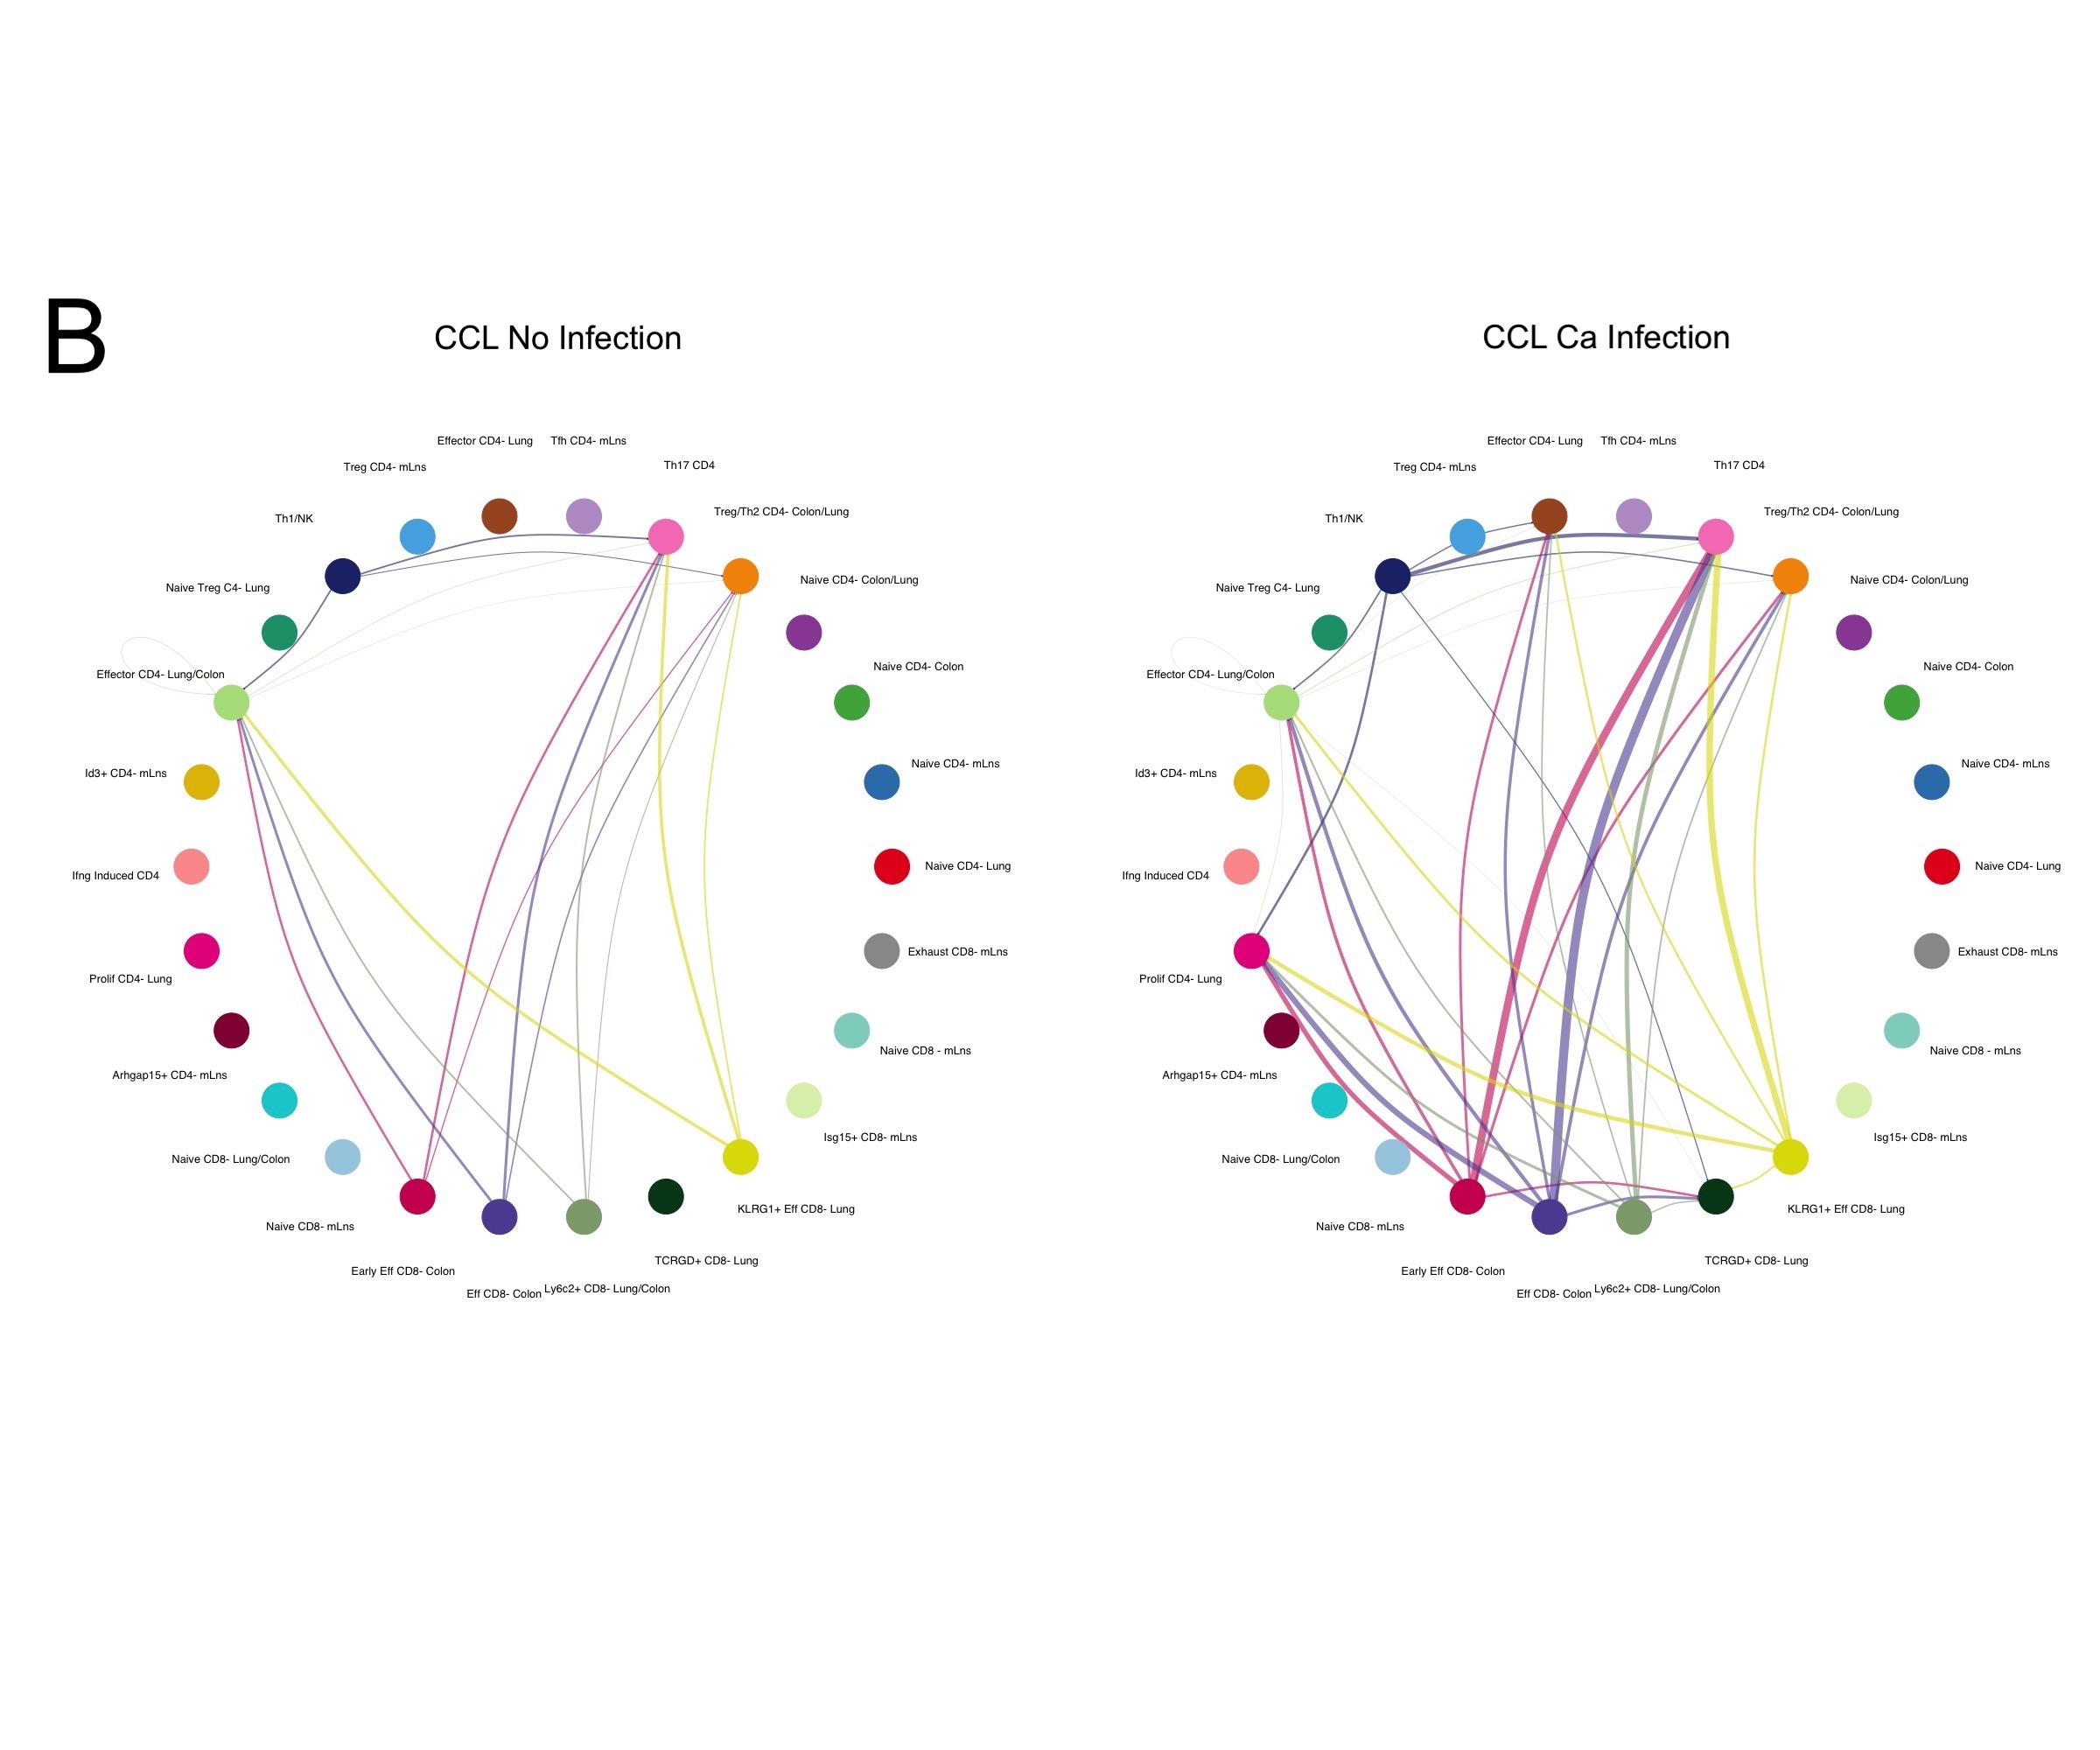 B
CCL No Infection
CCL Ca Infection
Effector CD4- Lung
Tfh CD4- mLns
Treg CD4- mLns
Th17 CD4
Th1/NK
Treg/Th2 CD4- Colon/Lung
Naive Treg C4- Lung
Naive CD4- Colon/Lung
Effector CD4- Lung/Colon
Naive CD4- Colon
Id3+ CD4- mLns
Naive CD4- mLns
Ifng Induced CD4
Naive CD4- Lung
Prolif CD4- Lung
Exhaust CD8- mLns
Arhgap15+ CD4- mLns
Naive CD8 - mLns
Naive CD8- Lung/Colon
Isg15+ CD8- mLns
Naive CD8- mLns
KLRG1+ Eff CD8- Lung
Early Eff CD8- Colon
TCRGD+ CD8- Lung
Eff CD8- Colon
Ly6c2+ CD8- Lung/Colon
Effector CD4- Lung
Tfh CD4- mLns
Treg CD4- mLns
Th17 CD4
Th1/NK
Treg/Th2 CD4- Colon/Lung
Naive Treg C4- Lung
Naive CD4- Colon/Lung
Effector CD4- Lung/Colon
Naive CD4- Colon
Id3+ CD4- mLns
Naive CD4- mLns
Ifng Induced CD4
Naive CD4- Lung
Prolif CD4- Lung
Exhaust CD8- mLns
Arhgap15+ CD4- mLns
Naive CD8 - mLns
Naive CD8- Lung/Colon
Isg15+ CD8- mLns
Naive CD8- mLns
KLRG1+ Eff CD8- Lung
Early Eff CD8- Colon
TCRGD+ CD8- Lung
Eff CD8- Colon
Ly6c2+ CD8- Lung/Colon